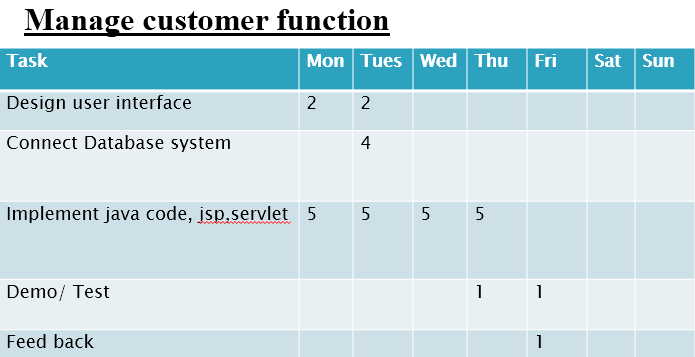 Manage customer function
Task Mon Tues Wed Thu Fri Sat Sun
Design user interface 2 2
Connect Database system 4
Implement java code, jsp,servlet 5 5 5 5
Demo/ Test 1 1
Feed back 1